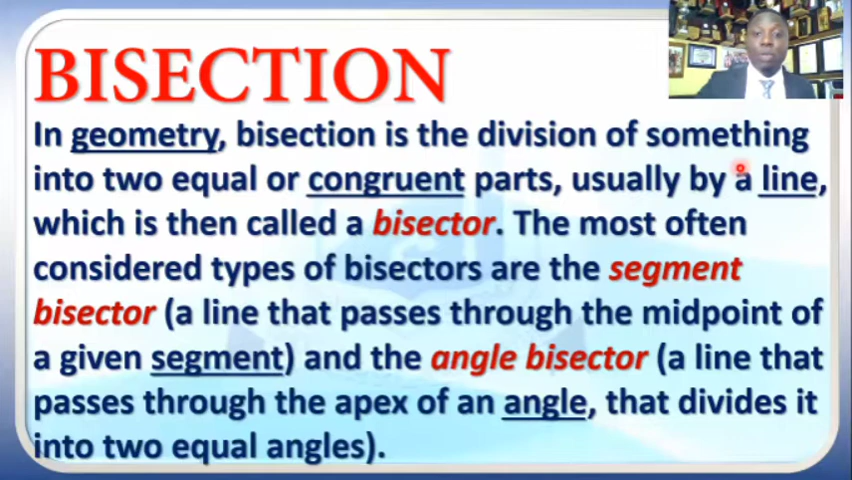 BISECTION
In geometry, bisection is the division of something
into two equal or congruent parts, usually by a line,
which is then called a bisector. The most often
considered types of bisectors are the segment
bisector (a line that passes through the midpoint of
a given segment) and the angle bisector (a line that
passes through the apex of an angle, that divides it
into two equal angles).